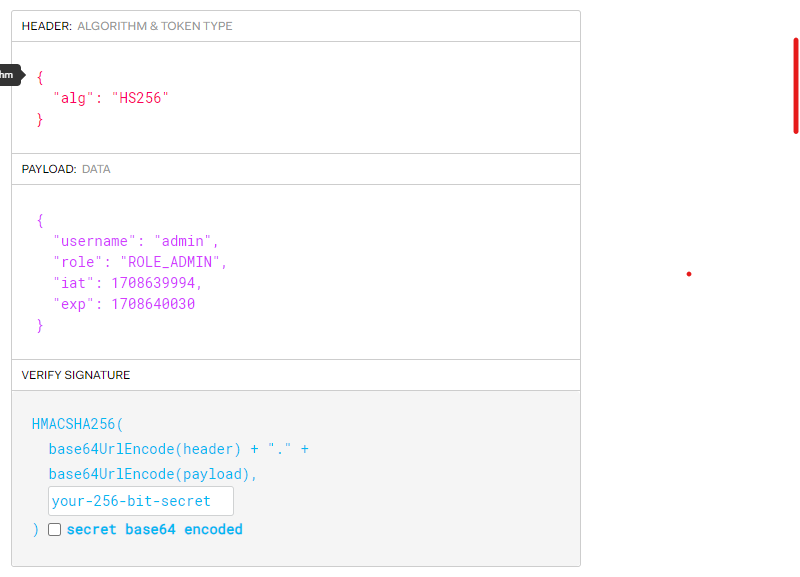 HEADER: ALGORITHM & TOKEN TYPE
hm
{
"alg": "HS256"
}
PAYLOAD: DATA
{
"username": "admin",
"role": "ROLE_ADMIN",
"iat": 1708639994,
"exp": 1708640030
}
VERIFY SIGNATURE
HMACSHA256(
base64UrlEncode(header) + "." +
base64UrlEncode(payload),
your-256-bit-secret
) secret base64 encoded